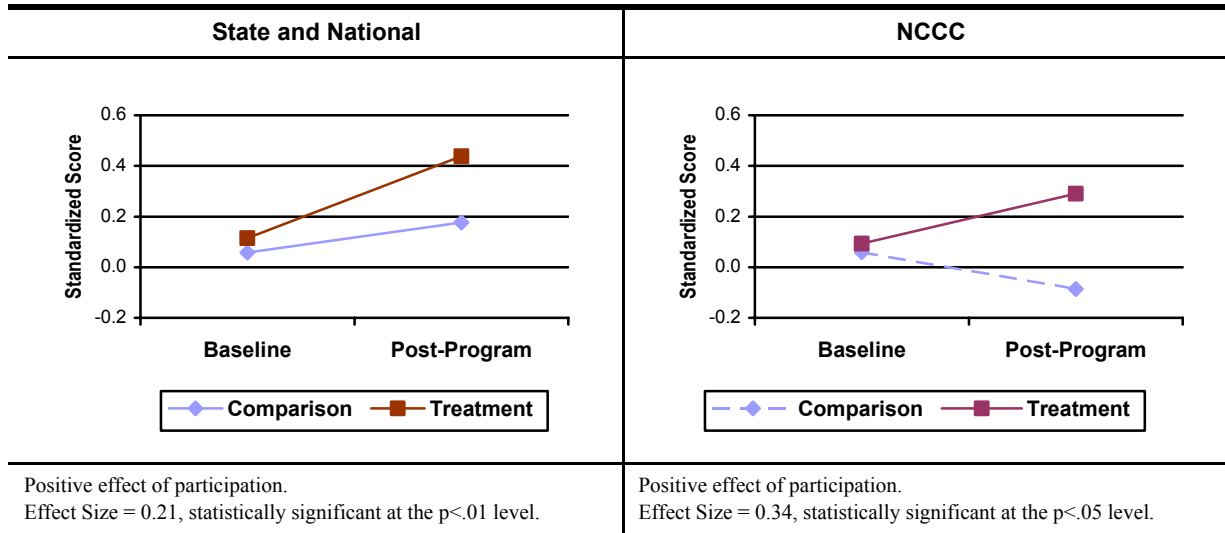 State and National
NCCC
Standardized Score
0.6
0.4
0.2
0.0
-0.2
Baseline
Post-Program
Comparison
Treatment
Standardized Score
0.6
0.4
0.2
0.0
-0.2
Baseline
Post-Program
Comparison
Treatment
Positive effect of participation.
Effect Size = 0.21, statistically significant at the p<.01 level.
Positive effect of participation.
Effect Size = 0.34, statistically significant at the p<.05 level.